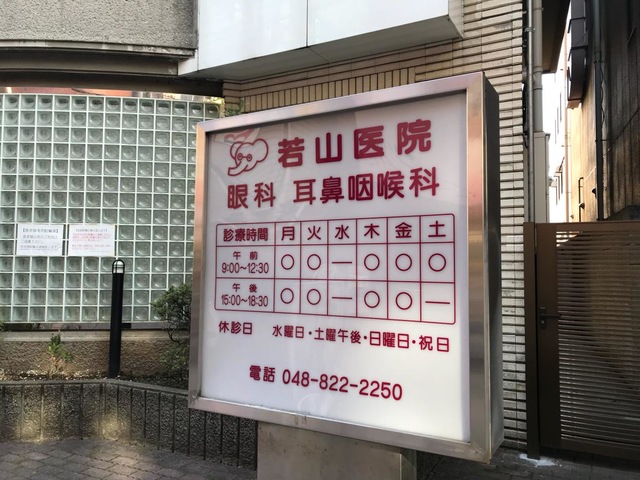 若山医院
眼科 耳鼻咽喉科
診療時間 月 火 水 木 金 土
午前 9:00〜12:30 ○ ○ — ○ ○ ○
午後 15:00〜18:30 ○ ○ — ○ ○ —
休診日 水曜日・土曜午後・日曜日・祝日
電話 048-822-2250